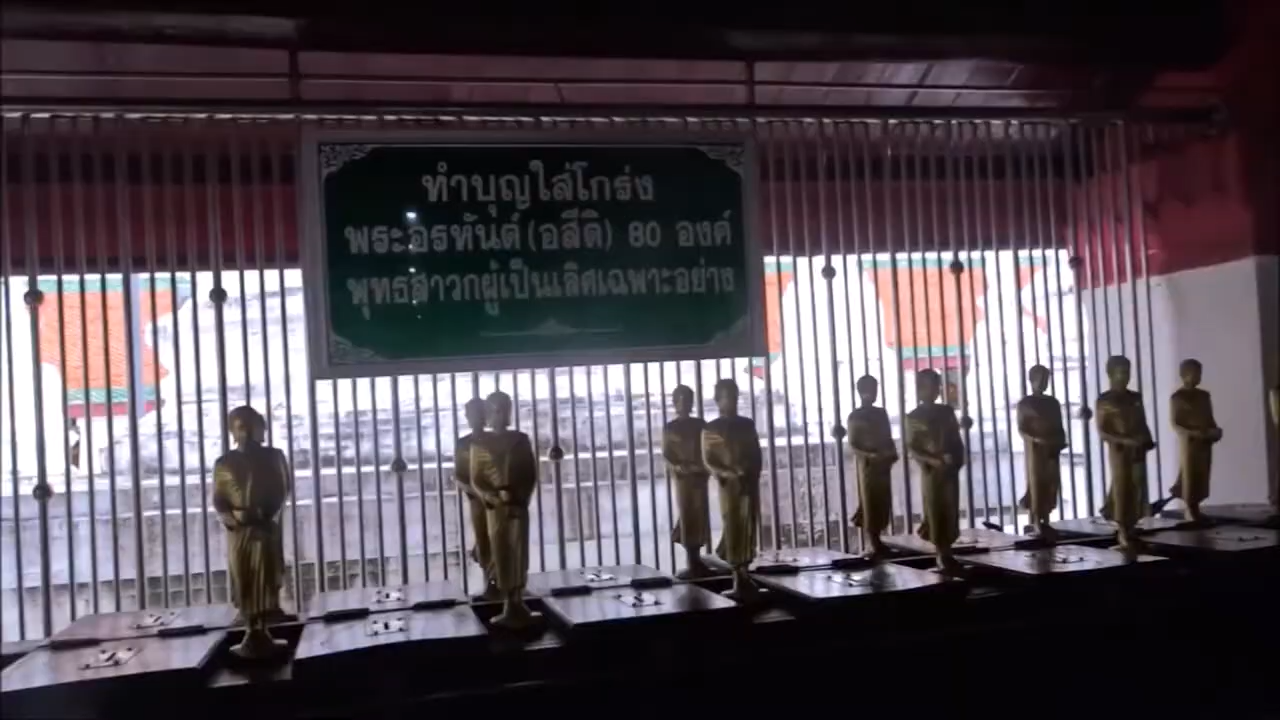 ทำบุญใส่โกร่ง
พระอรหันต์ (อสีติ) 80 องค์
พุทธสาวกผู้เป็นเลิศเฉพาะอย่าง